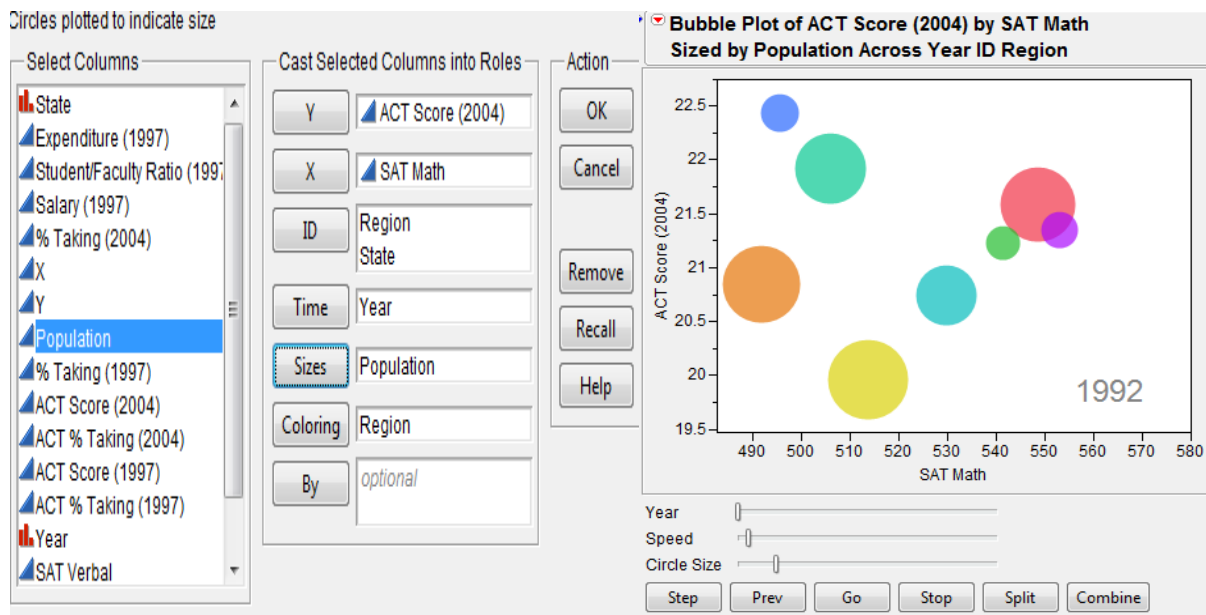 Circles plotted to indicate size
Select Columns
State
Expenditure (1997)
Student/Faculty Ratio (1997
Salary (1997)
% Taking (2004)
X
Y
Population
% Taking (1997)
ACT Score (2004)
ACT % Taking (2004)
ACT Score (1997)
ACT % Taking (1997)
Year
SAT Verbal
Cast Selected Columns into Roles
Y ACT Score (2004)
X SAT Math
ID Region
State
Time Year
Sizes Population
Coloring Region
By optional
Action
OK
Cancel
Remove
Recall
Help
Bubble Plot of ACT Score (2004) by SAT Math
Sized by Population Across Year ID Region
ACT Score (2004)
22.5
22
21.5
21
20.5
20
19.5
1992
490 500 510 520 530 540 550 560 570 580
SAT Math
Year
Speed
Circle Size
Step Prev Go Stop Split Combine